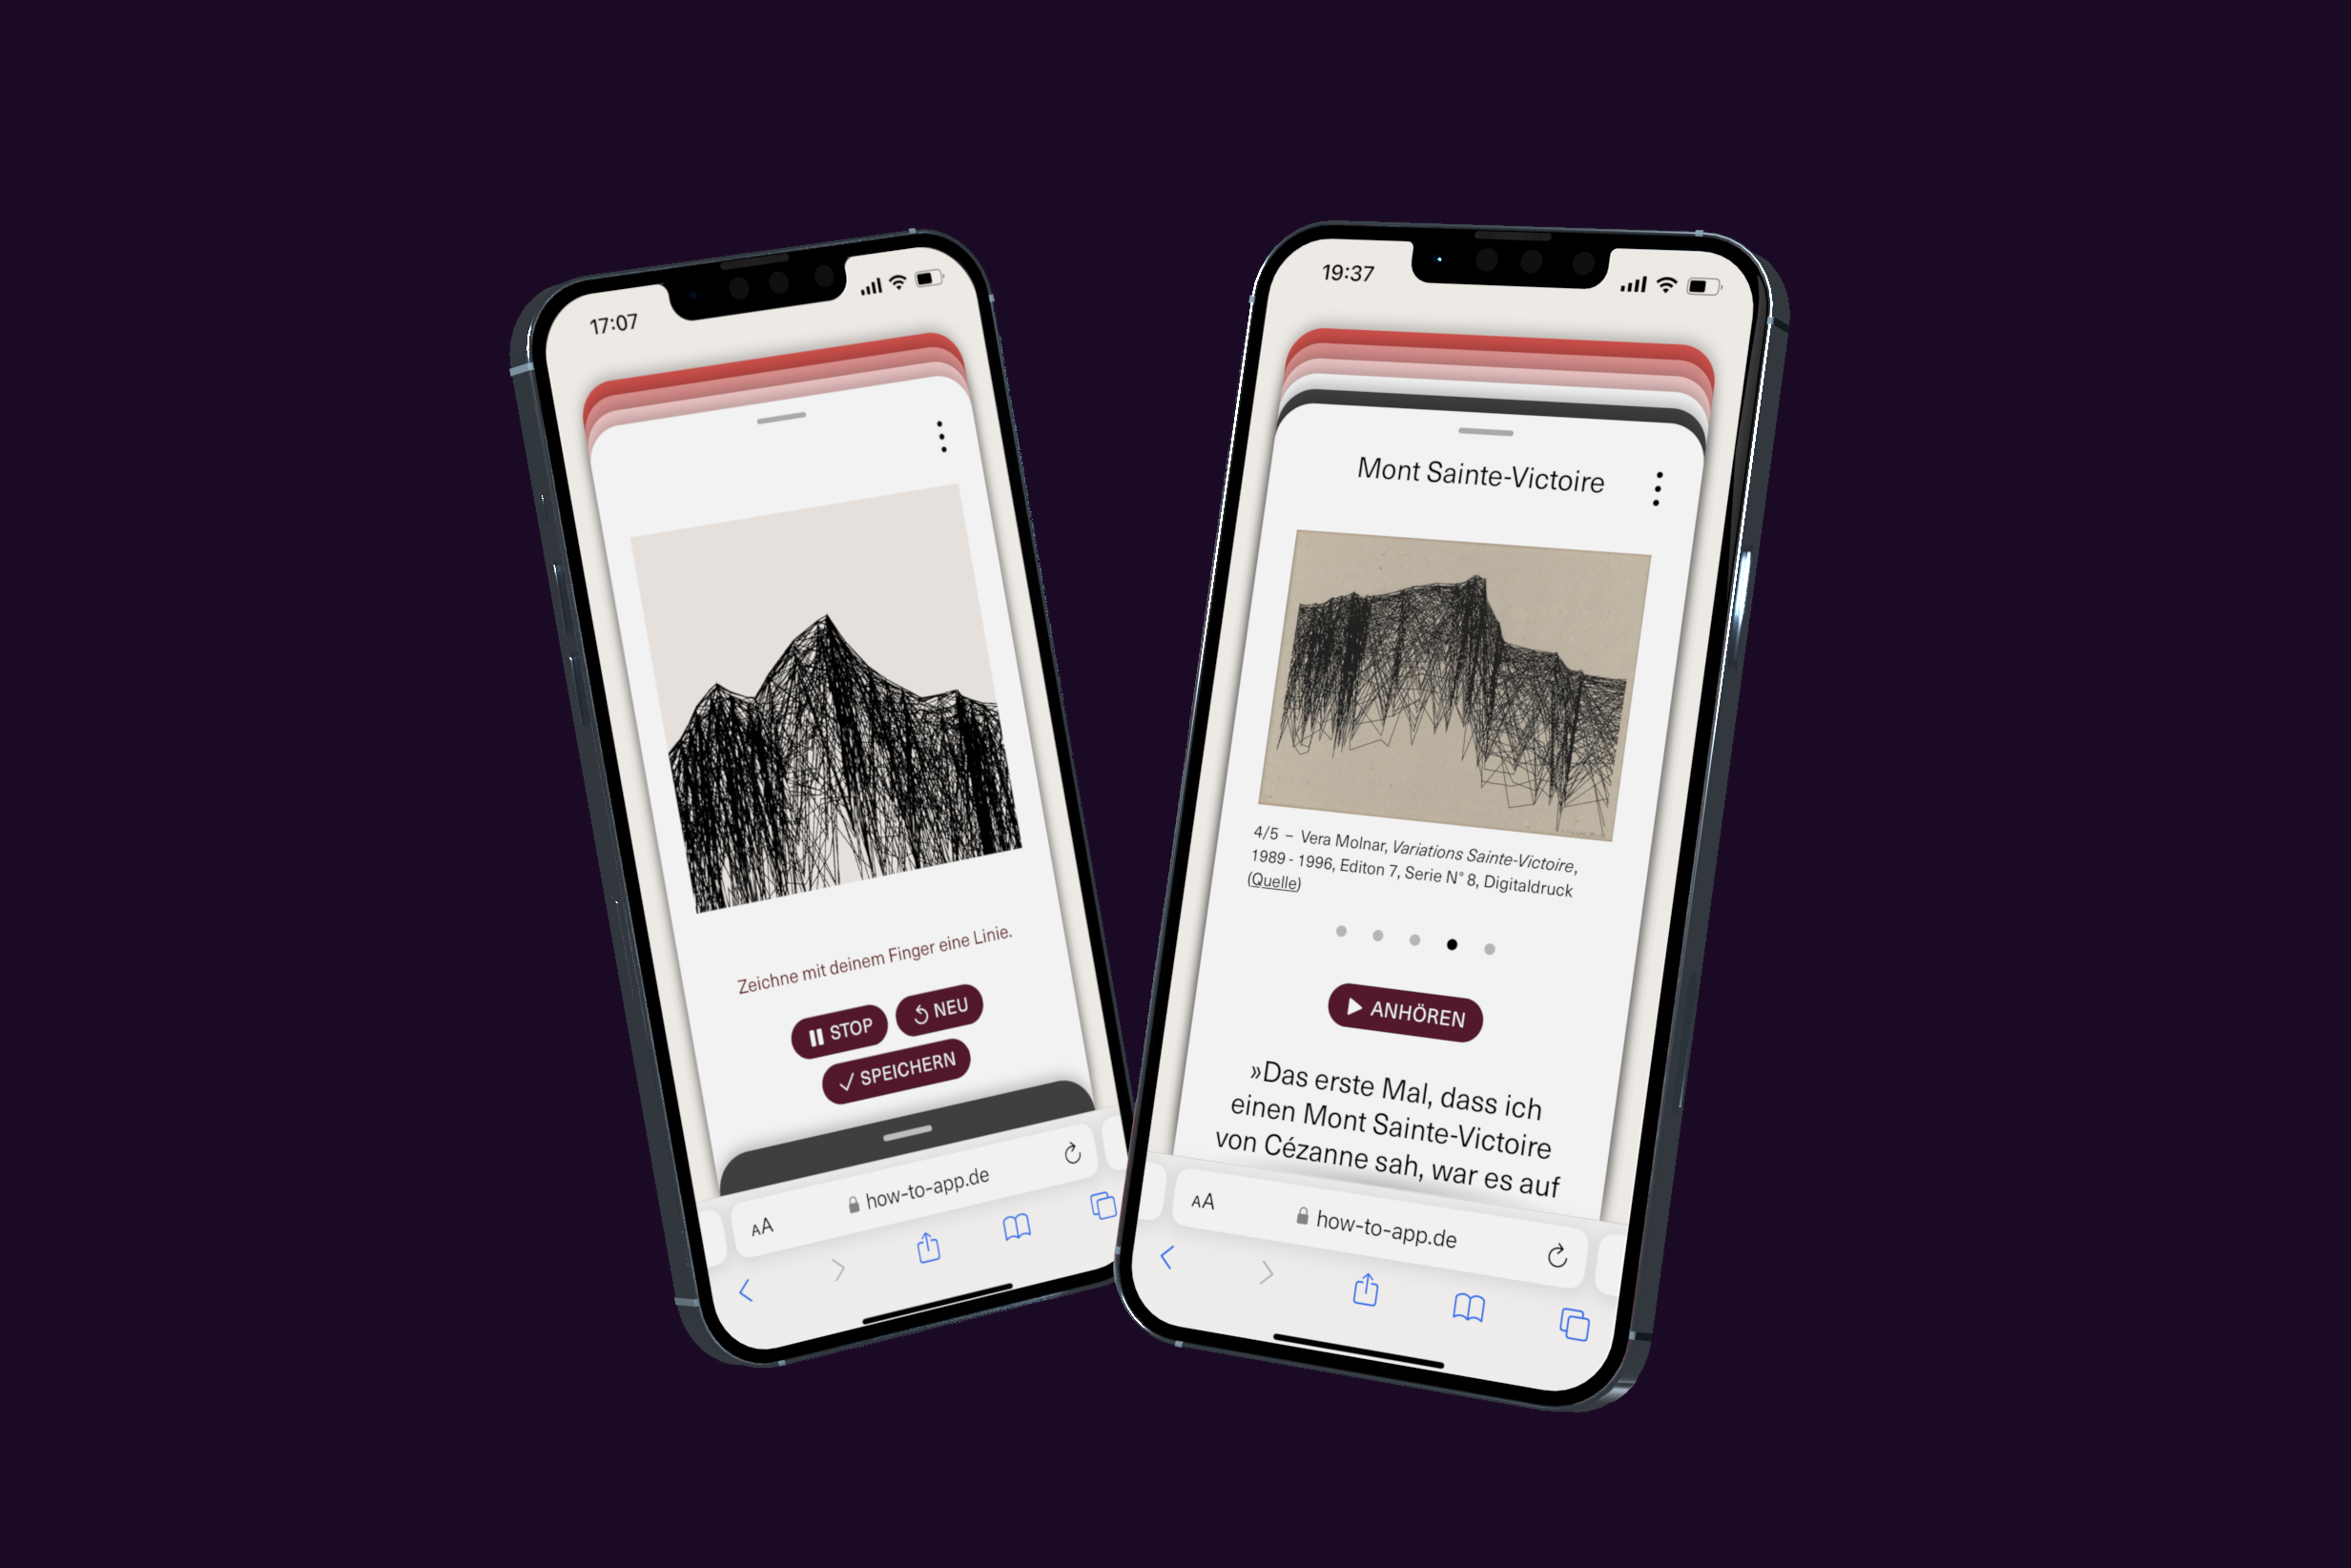 17:07
Zeichne mit deinem Finger eine Linie.
STOP
NEU
SPEICHERN
AA
how-to-app.de
19:37
Mont Sainte-Victoire
4/5 – Vera Molnar, Variations Sainte-Victoire,
1989 - 1996, Editon 7, Serie N° 8, Digitaldruck
(Quelle)
ANHÖREN
»Das erste Mal, dass ich
einen Mont Sainte-Victoire
von Cézanne sah, war es auf
AA
how-to-app.de